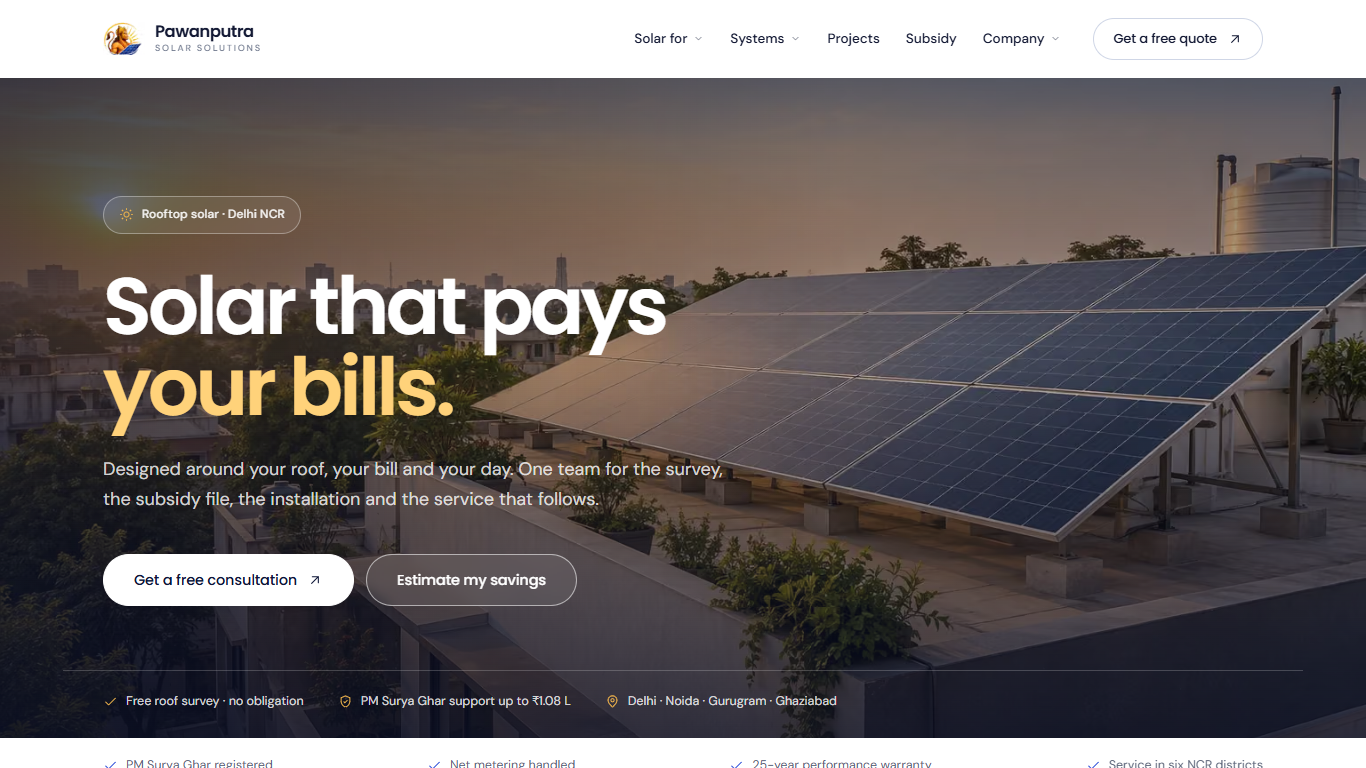 Pawanputra
SOLAR SOLUTIONS
Solar for
Systems
Projects
Subsidy
Company
Get a free quote
Rooftop solar · Delhi NCR
Solar that pays
your bills.
Designed around your roof, your bill and your day. One team for the survey,
the subsidy file, the installation and the service that follows.
Get a free consultation
Estimate my savings
Free roof survey · no obligation
PM Surya Ghar support up to ₹1.08 L
Delhi · Noida · Gurugram · Ghaziabad
PM Surya Ghar registered
Net metering handled
25-year performance warranty
Service in six NCR districts